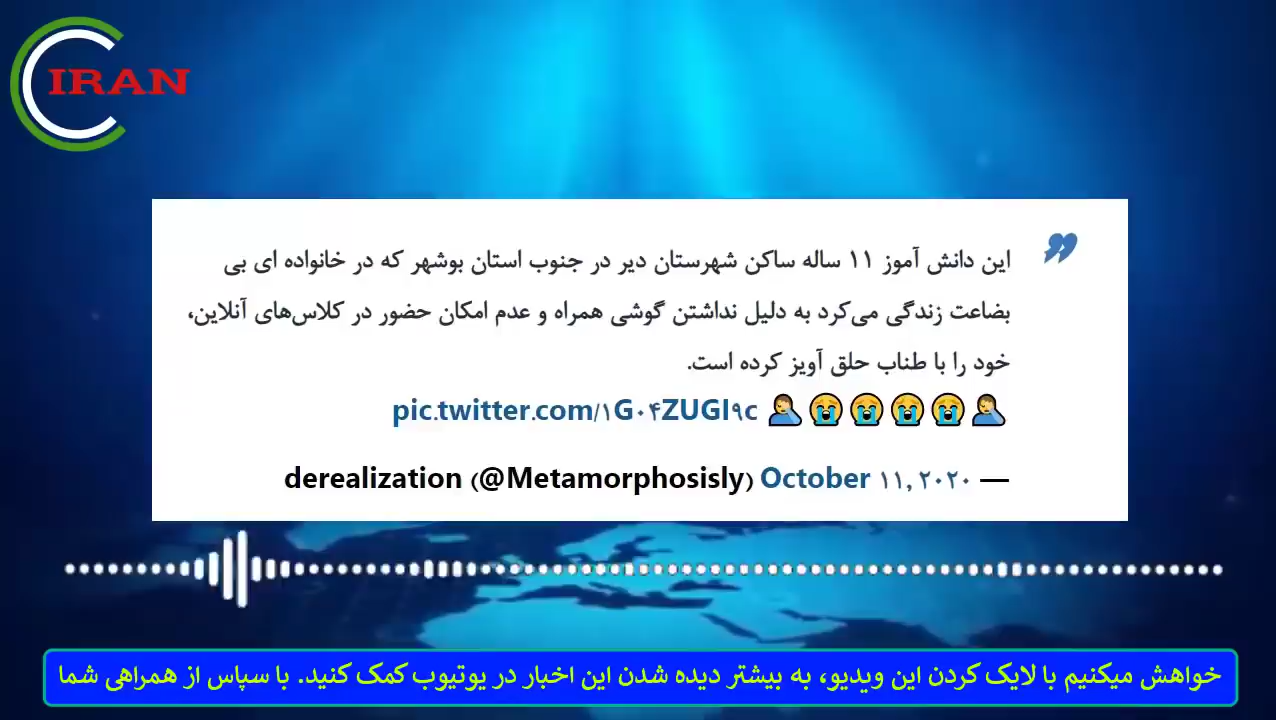 IRAN
این دانش آموز ۱۱ ساله ساکن شهرستان دیر در جنوب استان بوشهر که در خانواده ای بی
بضاعت زندگی می‌کرد به دلیل نداشتن گوشی همراه و عدم امکان حضور در کلاس‌های آنلاین،
خود را با طناب حلق آویز کرده است.
🤦‍♂️😭😭😭😭🤦‍♂️ pic.twitter.com/۱G۰۴ZUGI۹c
— derealization (@Metamorphosisly) October ۱۱, ۲۰۲۰
خواهش میکنیم با لایک کردن این ویدیو، به بیشتر دیده شدن این اخبار در یوتیوب کمک کنید. با سپاس از همراهی شما